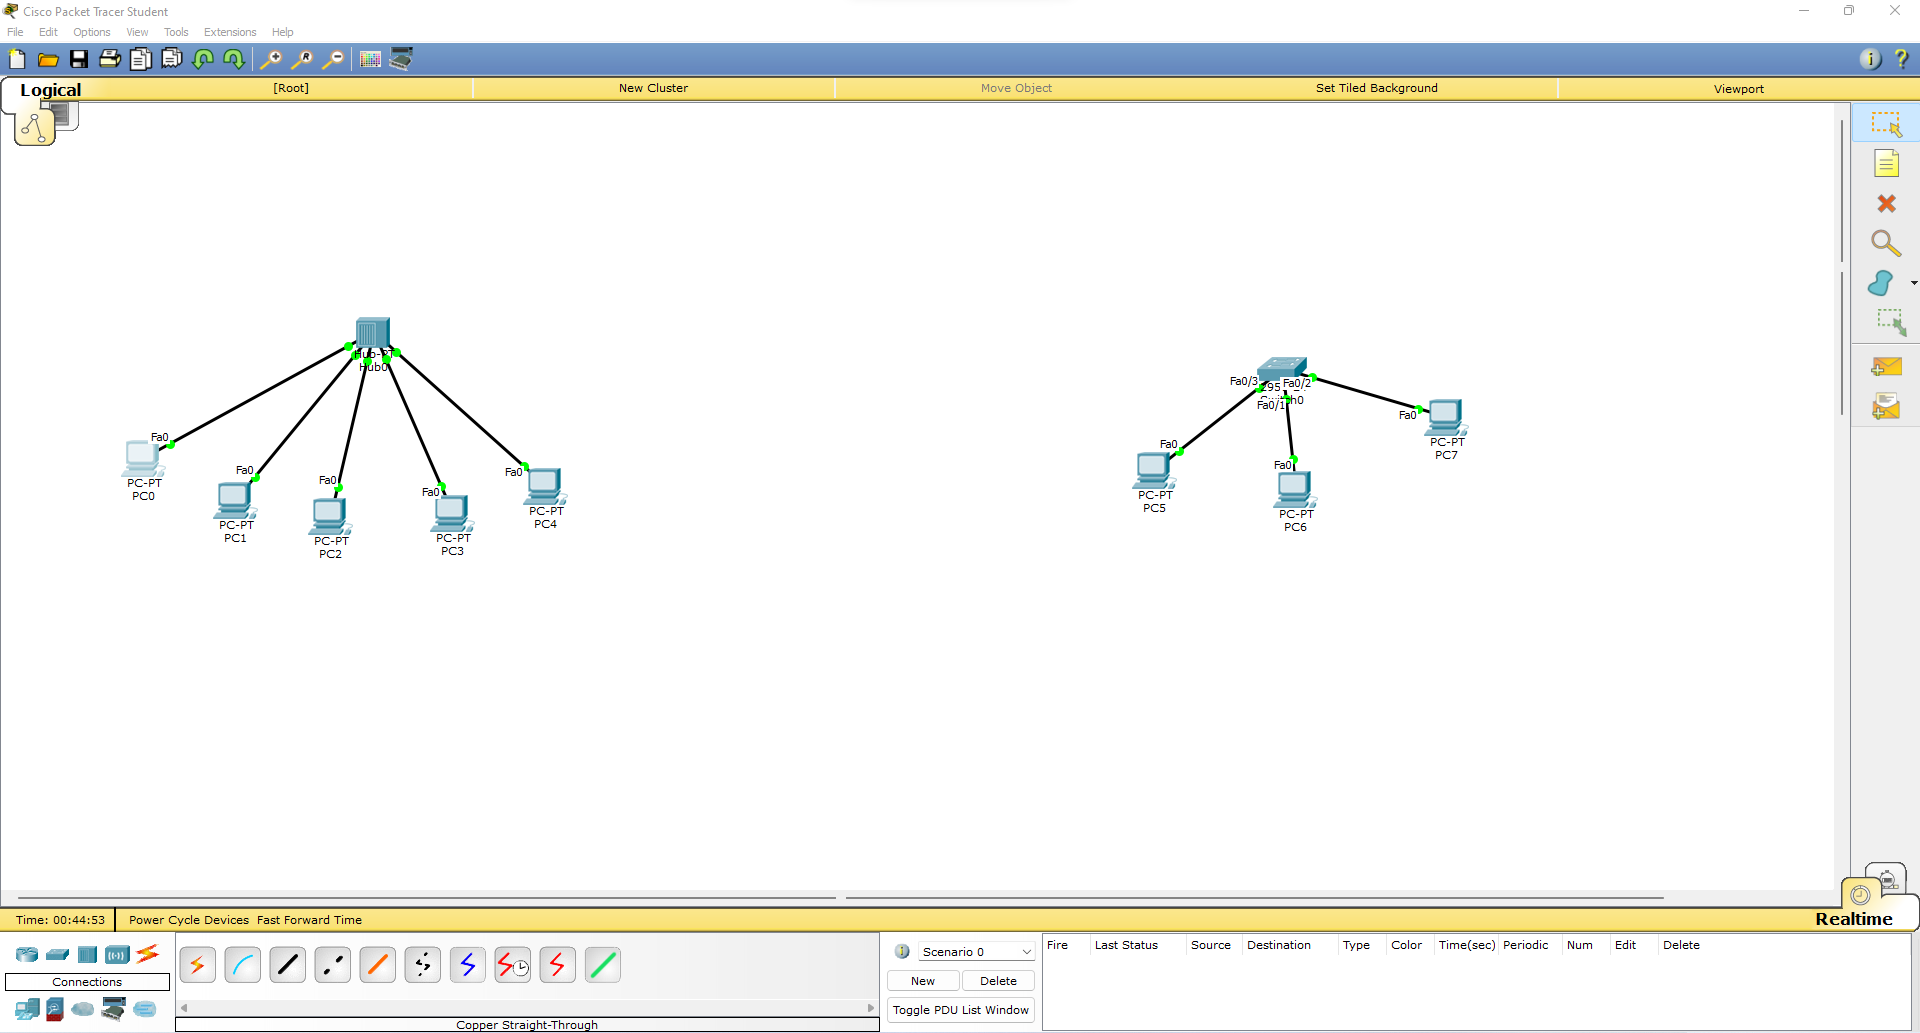 Cisco Packet Tracer Student
File Edit Options View Tools Extensions Help
Logical [Root] New Cluster Move Object Set Tiled Background Viewport
Hub-PT
Hub0
Fa0
PC-PT
PC0
Fa0
PC-PT
PC1
Fa0
PC-PT
PC2
Fa0
PC-PT
PC3
Fa0
PC-PT
PC4
Fa0/3 Fa0/2
Fa0/1
Fa0
PC-PT
PC5
Fa0
PC-PT
PC6
Fa0
PC-PT
PC7
Time: 00:44:53 Power Cycle Devices Fast Forward Time
Realtime
Connections
Copper Straight-Through
Scenario 0
New Delete
Toggle PDU List Window
Fire Last Status Source Destination Type Color Time(sec) Periodic Num Edit Delete